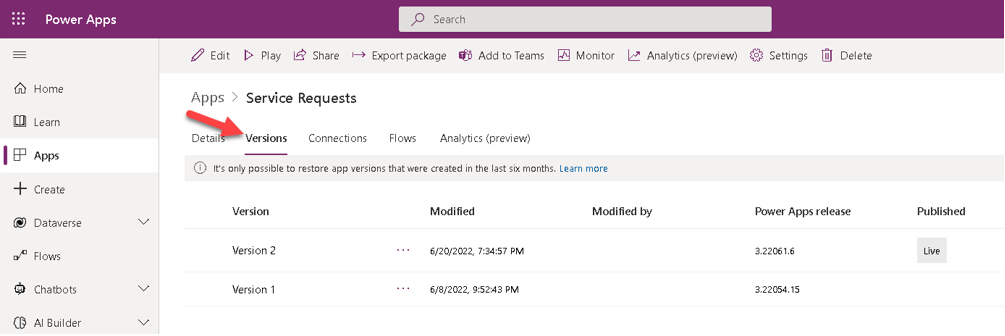 Power Apps
Search
Edit Play Share Export package Add to Teams Monitor Analytics (preview) Settings Delete
Home
Learn
Apps
Create
Dataverse
Flows
Chatbots
AI Builder
Apps > Service Requests
Details Versions Connections Flows Analytics (preview)
It's only possible to restore app versions that were created in the last six months. Learn more
Version Modified Modified by Power Apps release Published
Version 2 ... 6/20/2022, 7:34:57 PM 3.22061.6 Live
Version 1 ... 6/8/2022, 9:52:43 PM 3.22054.15